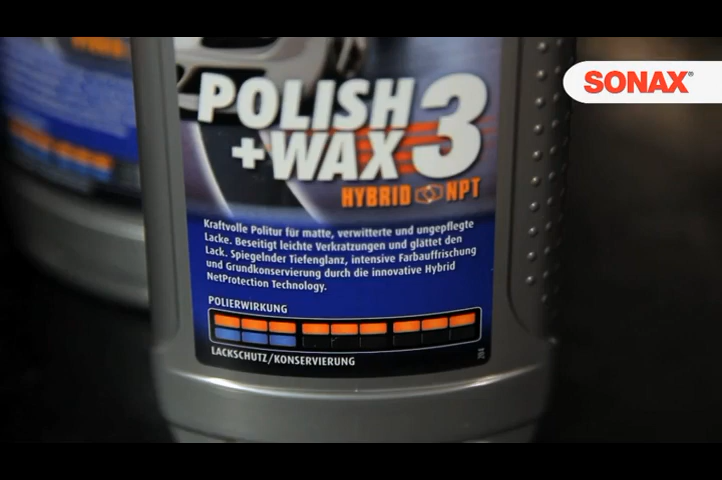 SONAX®
POLISH 3
+WAX
HYBRID NPT
Kraftvolle Politur für matte, verwitterte und ungepflegte
Lacke. Beseitigt leichte Verkratzungen und glättet den
Lack. Spiegelnder Tiefenglanz, intensive Farbauffrischung
und Grundkonservierung durch die innovative Hybrid
NetProtection Technology.
POLIERWIRKUNG
LACKSCHUTZ/KONSERVIERUNG